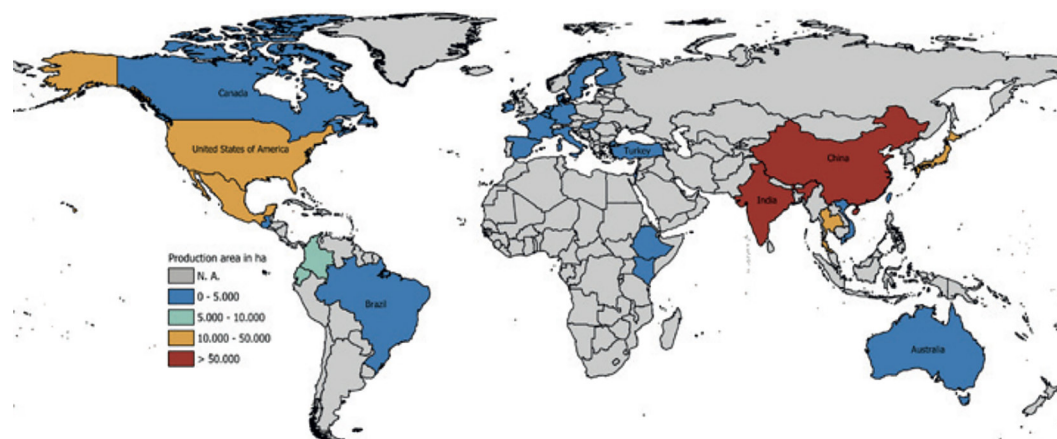 Canada
United States of America
Turkey
China
India
Brazil
Australia
Production area in ha
N. A.
0 - 5.000
5.000 - 10.000
10.000 - 50.000
> 50.000